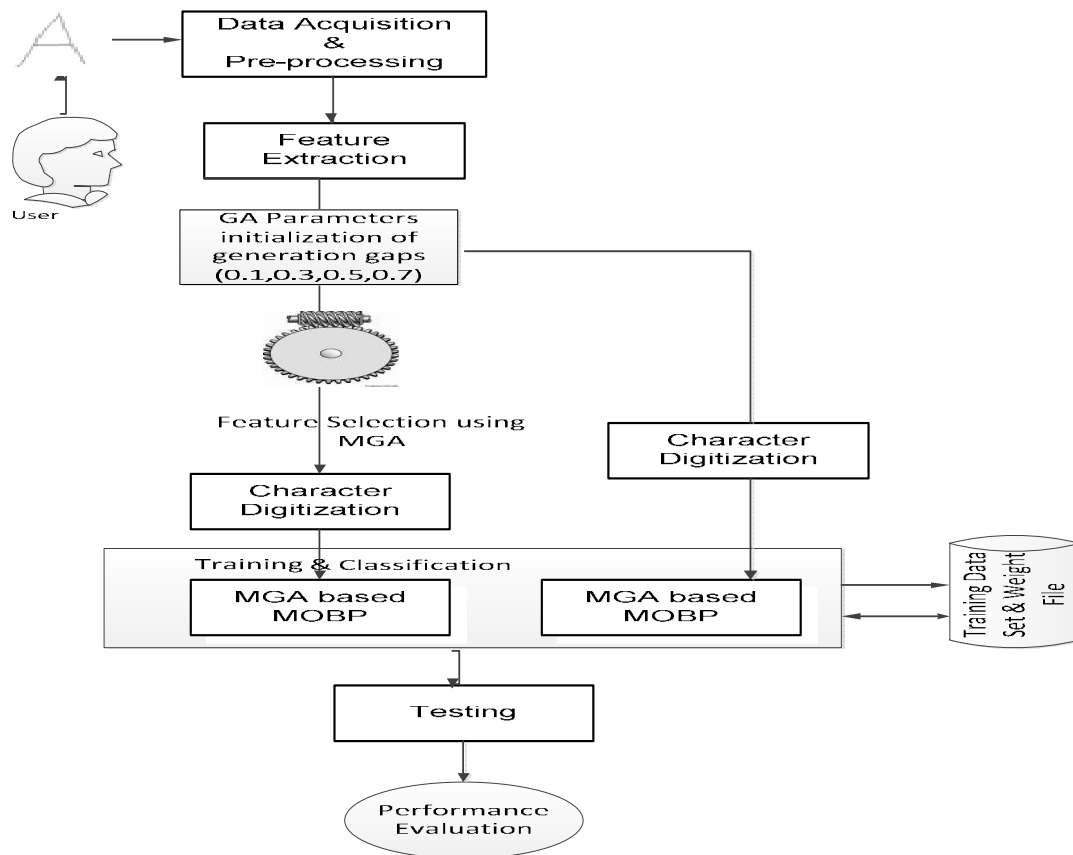 Data Acquisition
&
Pre-processing
User
Feature
Extraction
GA Parameters
initialization of
generation gaps
(0.1,0.3,0.5,0.7)
Feature Selection using
MGA
Character
Digitization
Character
Digitization
Training & Classification
MGA based
MOBP
MGA based
MOBP
Training Data
Set & Weight
File
Testing
Performance
Evaluation